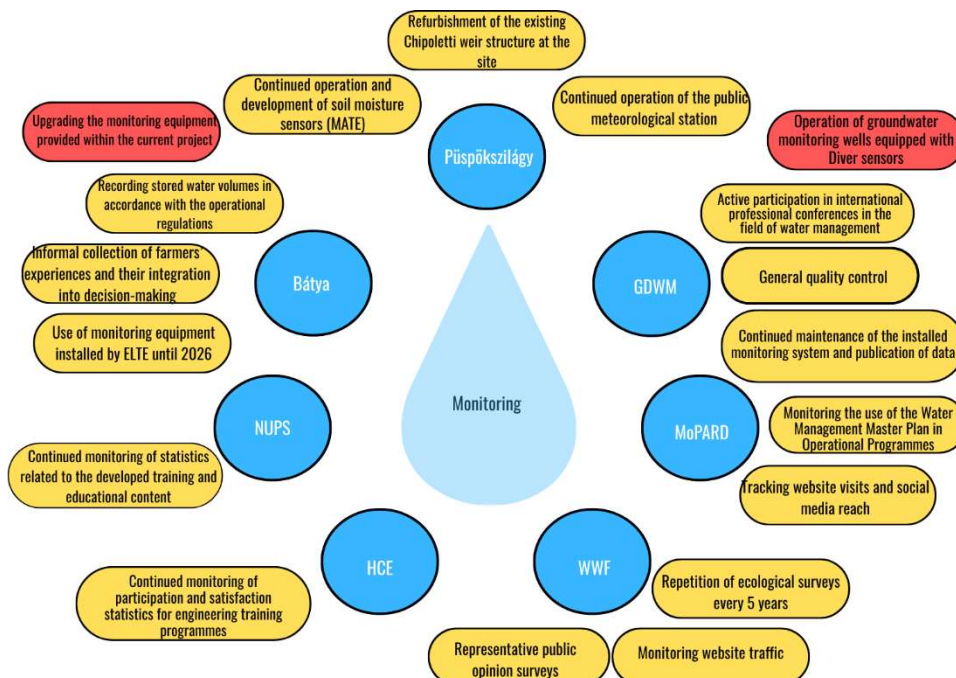 Refurbishment of the existing
Chipoletti weir structure at the
site
Continued operation and
development of soil moisture
sensors (MATE)
Continued operation of the public
meteorological station
Upgrading the monitoring equipment
provided within the current project
Operation of groundwater
monitoring wells equipped with
Diver sensors
Püspökszilágy
Recording stored water volumes in
accordance with the operational
regulations
Active participation in international
professional conferences in the
field of water management
Informal collection of farmers'
experiences and their integration
into decision-making
Bátya
GDWM
General quality control
Use of monitoring equipment
installed by ELTE until 2026
Continued maintenance of the installed
monitoring system and publication of data
Monitoring
NUPS
MoPARD
Monitoring the use of the Water
Management Master Plan in
Operational Programmes
Continued monitoring of statistics
related to the developed training and
educational content
Tracking website visits and social
media reach
HCE
WWF
Continued monitoring of
participation and satisfaction
statistics for engineering training
programmes
Repetition of ecological surveys
every 5 years
Representative public
opinion surveys
Monitoring website traffic